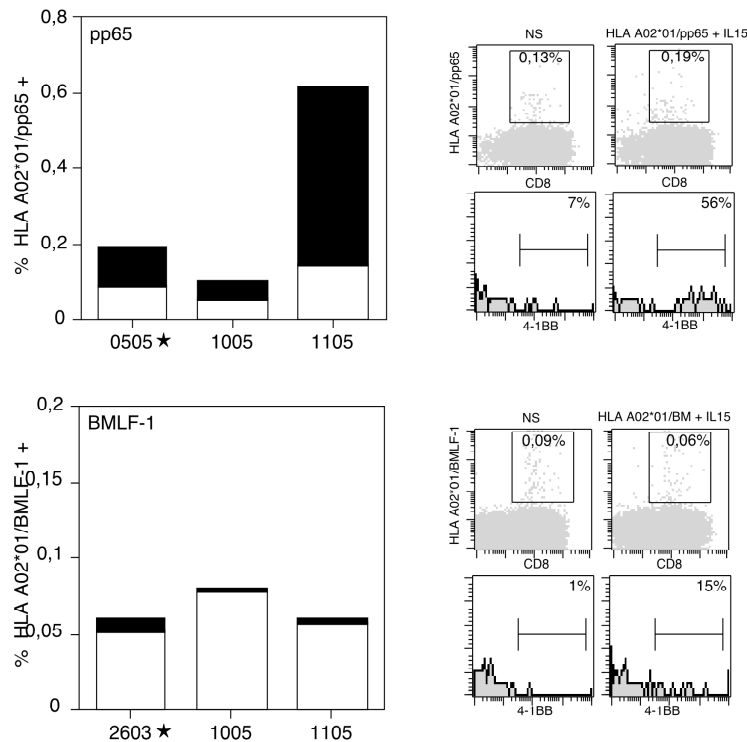 0,8
pp65
0,6
0,4
0,2
0
% HLA A02*01/pp65 +
0505 ★ 1005 1105
NS
HLA A02*01/pp65 + IL15
HLA A02*01/pp65
0,13%
0,19%
CD8
CD8
7%
56%
4-1BB
4-1BB
0,2
BMLF-1
0,15
0,1
0,05
0
% HLA A02*01/BMLF-1 +
2603 ★ 1005 1105
NS
HLA A02*01/BM + IL15
HLA A02*01/BMLF-1
0,09%
0,06%
CD8
CD8
1%
15%
4-1BB
4-1BB